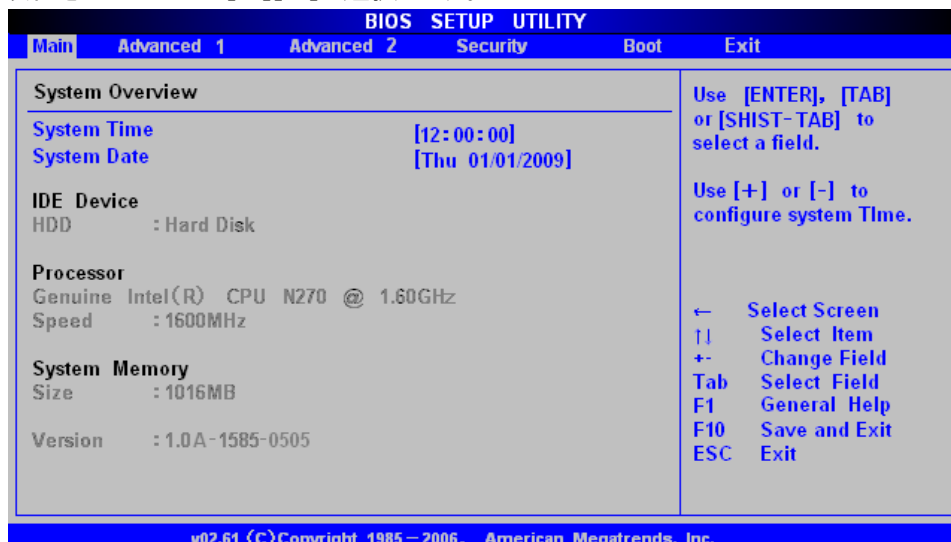 BIOS SETUP UTILITY
Main Advanced 1 Advanced 2 Security Boot Exit
System Overview
System Time [12:00:00]
System Date [Thu 01/01/2009]
IDE Device
HDD : Hard Disk
Processor
Genuine Intel(R) CPU N270 @ 1.60GHz
Speed : 1600MHz
System Memory
Size : 1016MB
Version : 1.0A-1585-0505
Use [ENTER], [TAB]
or [SHIST-TAB] to
select a field.
Use [+] or [-] to
configure system TIme.
← Select Screen
↑↓ Select Item
+- Change Field
Tab Select Field
F1 General Help
F10 Save and Exit
ESC Exit
v02.61 (C)Copyright 1985-2006, American Megatrends, Inc.